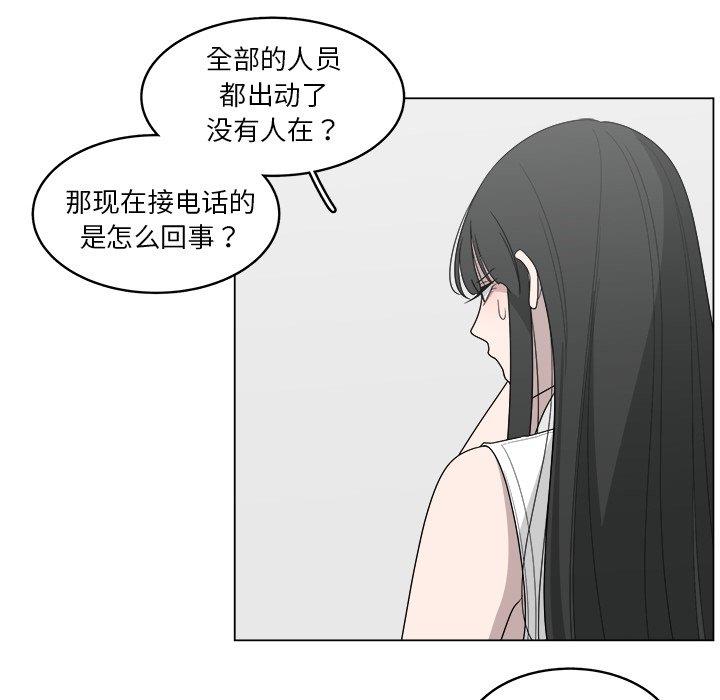 全部的人员
都出动了
没有人在？
那现在接电话的
是怎么回事？